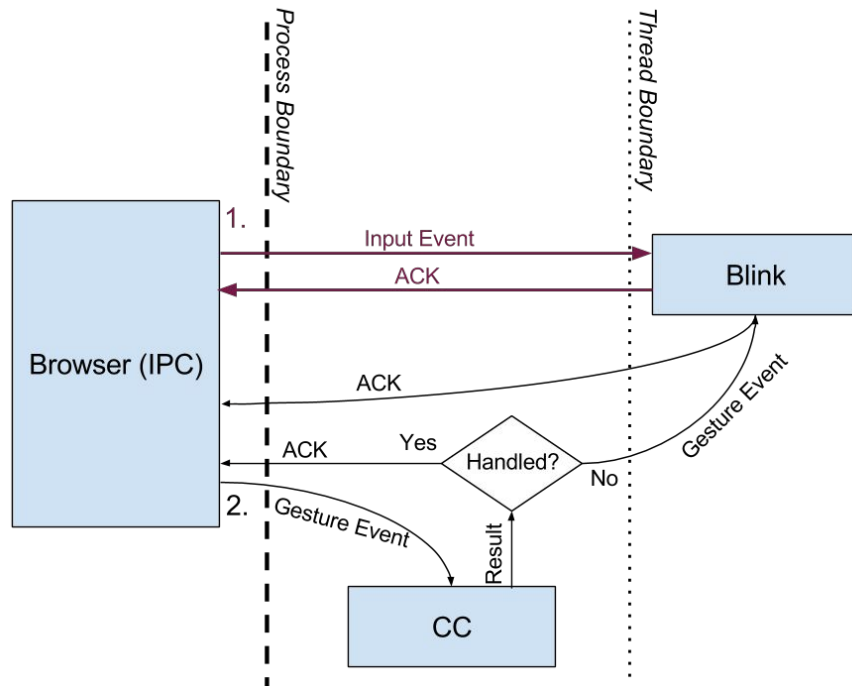 Process Boundary
Thread Boundary
1.
Input Event
ACK
Blink
Browser (IPC)
ACK
Gesture Event
ACK
Yes
Handled?
No
2.
Gesture Event
Result
CC